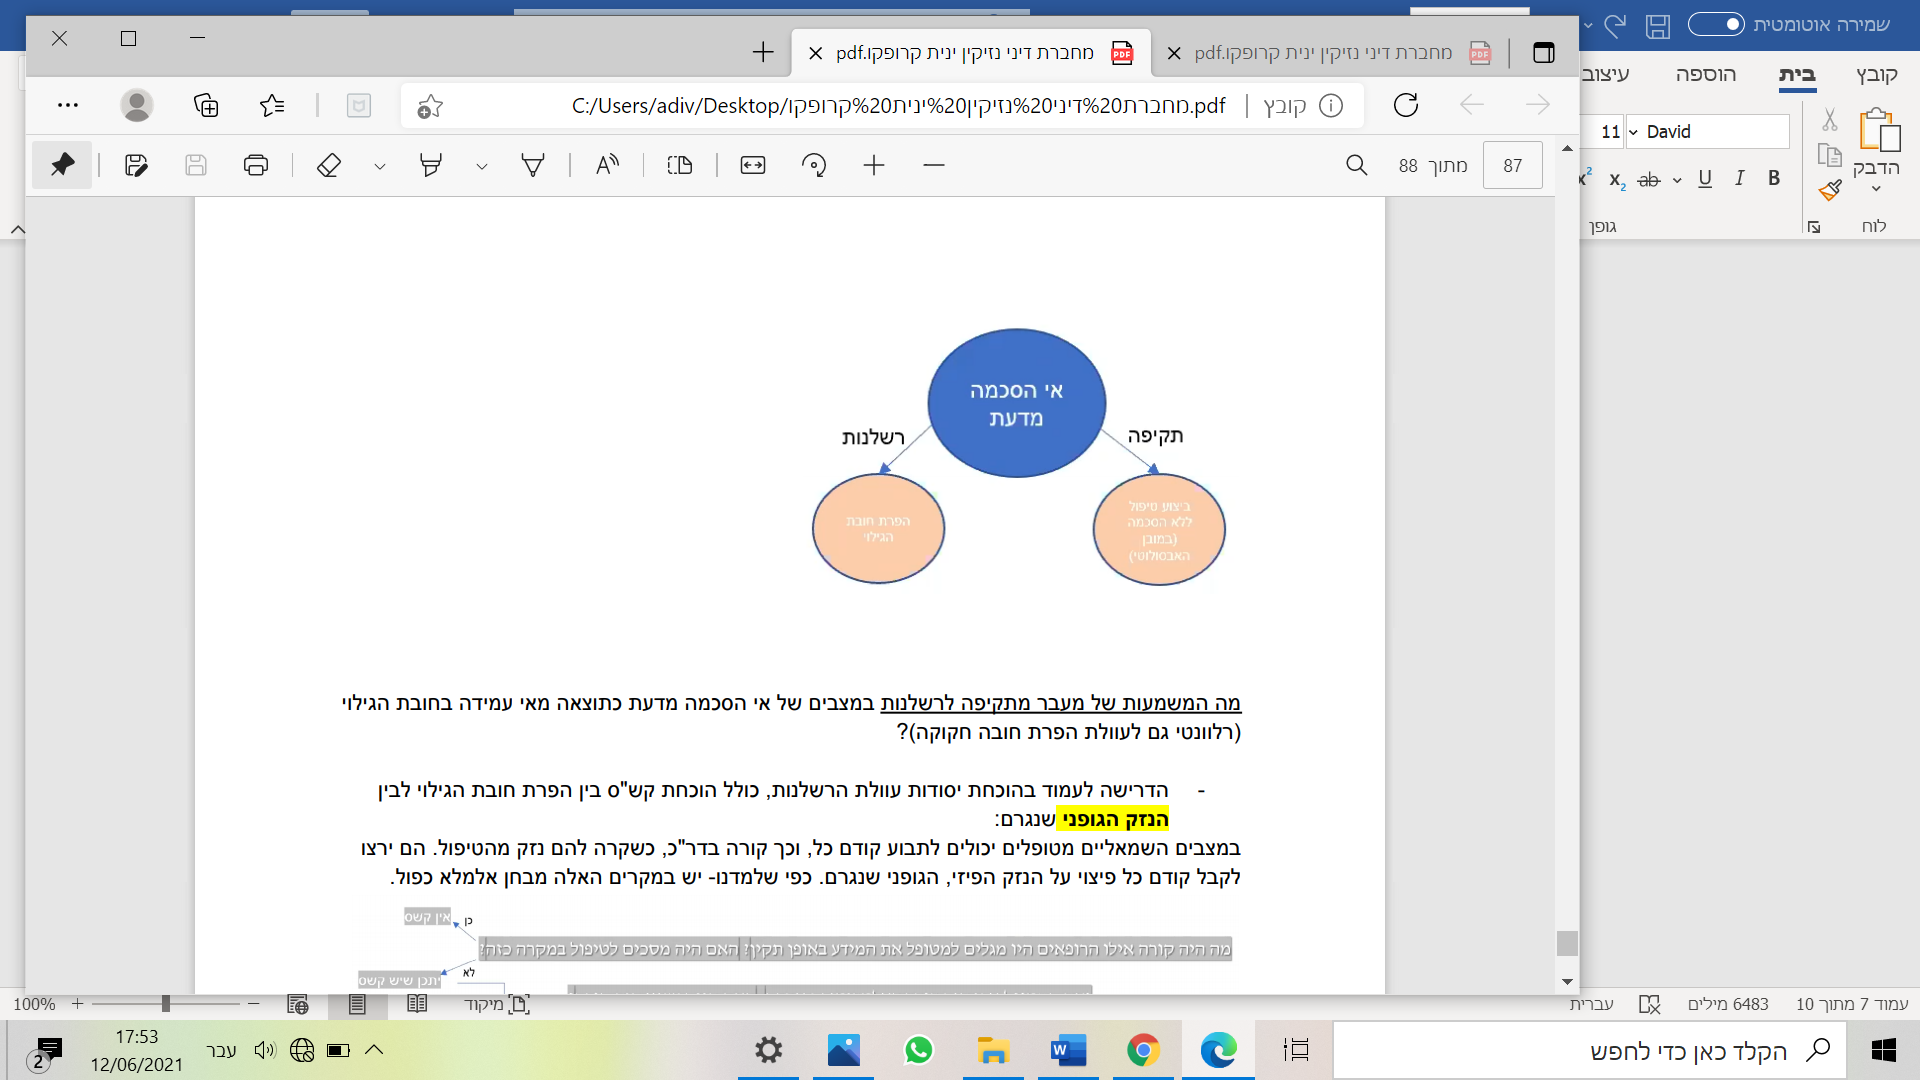 שמירה אוטומטית
מחברת דיני נזיקין ינית קרופקו.pdf
מחברת דיני נזיקין ינית קרופקו.pdf
קובץ
בית
הוספה
עיצוב
קובץ
C:/Users/adiv/Desktop/מחברת%20דיני%20נזיקין%20ינית%20קרופקו.pdf
87
מתוך 88
David
11
הדבק
B I U ab x₂ x²
לוח
גופן
אי הסכמה
מדעת
תקיפה
רשלנות
ביצוע טיפול
ללא הסכמה
(במובן
האבסולוטי)
הפרת חובת
הגילוי
מה המשמעות של מעבר מתקיפה לרשלנות במצבים של אי הסכמה מדעת כתוצאה מאי עמידה בחובת הגילוי
(רלוונטי גם לעוולת הפרת חובה חקוקה)?
- הדרישה לעמוד בהוכחת יסודות עוולת הרשלנות, כולל הוכחת קש"ס בין הפרת חובת הגילוי לבין
הנזק הגופני שנגרם:
במצבים השמאליים מטופלים יכולים לתבוע קודם כל, וכך קורה בדר"כ, כשקרה להם נזק מהטיפול. הם ירצו
לקבל קודם כל פיצוי על הנזק הפיזי, הגופני שנגרם. כפי שלמדנו- יש במקרים האלה מבחן אלמלא כפול.
כן
אין קשס
מה היה קורה אילו הרופאים היו מגלים למטופל את המידע באופן תקין? האם היה מסכים לטיפול במקרה כזה?
לא
יתכן שיש קשס
עמוד 7 מתוך 10
6483 מילים
עברית
מיקוד
100%
הקלד כאן כדי לחפש
עבר
17:53
12/06/2021
2